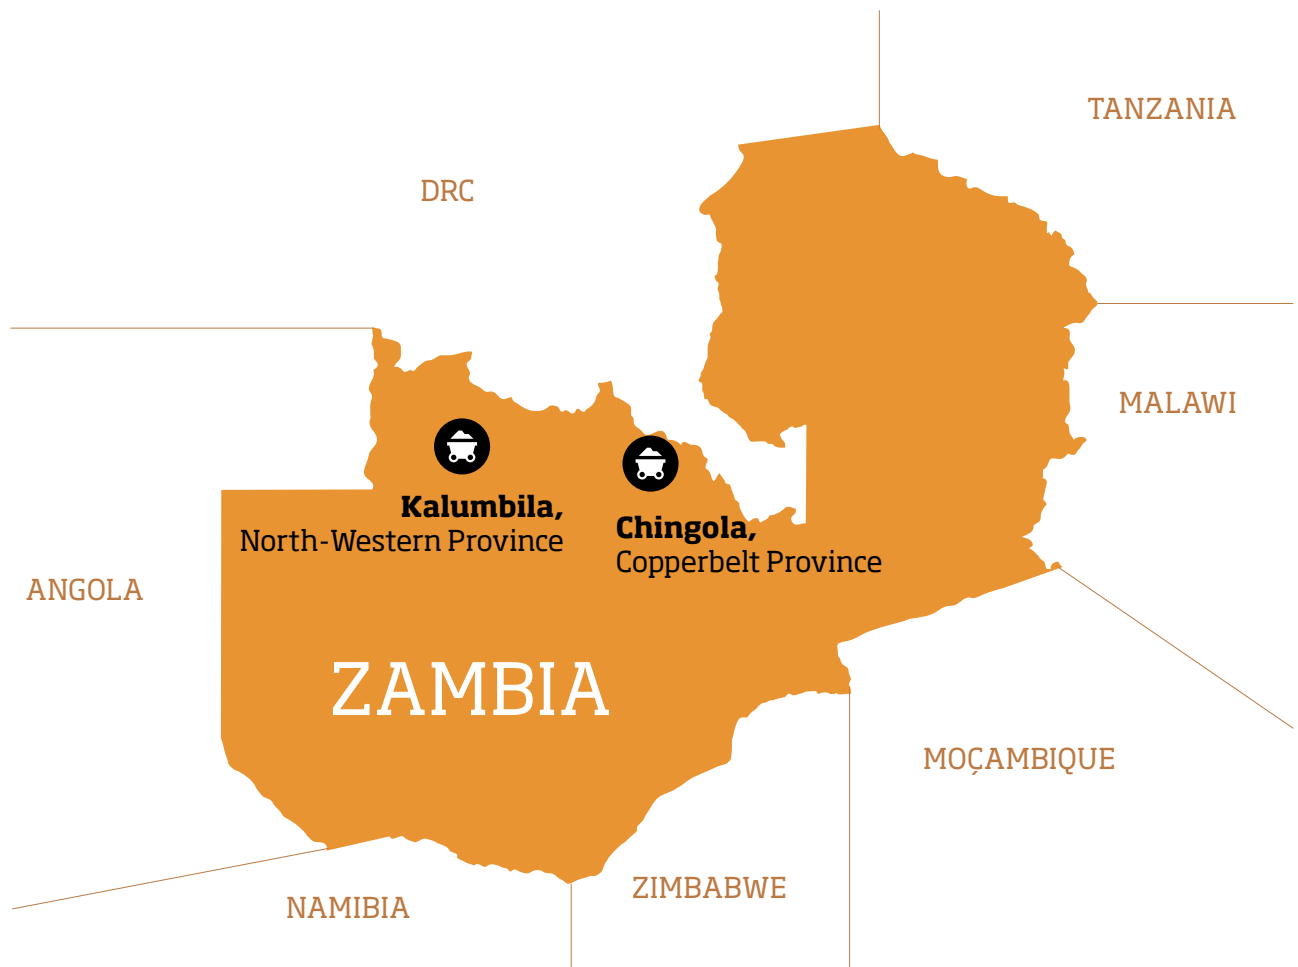 TANZANIA
DRC
MALAWI
Kalumbila,
North-Western Province
Chingola,
Copperbelt Province
ANGOLA
ZAMBIA
MOÇAMBIQUE
ZIMBABWE
NAMIBIA